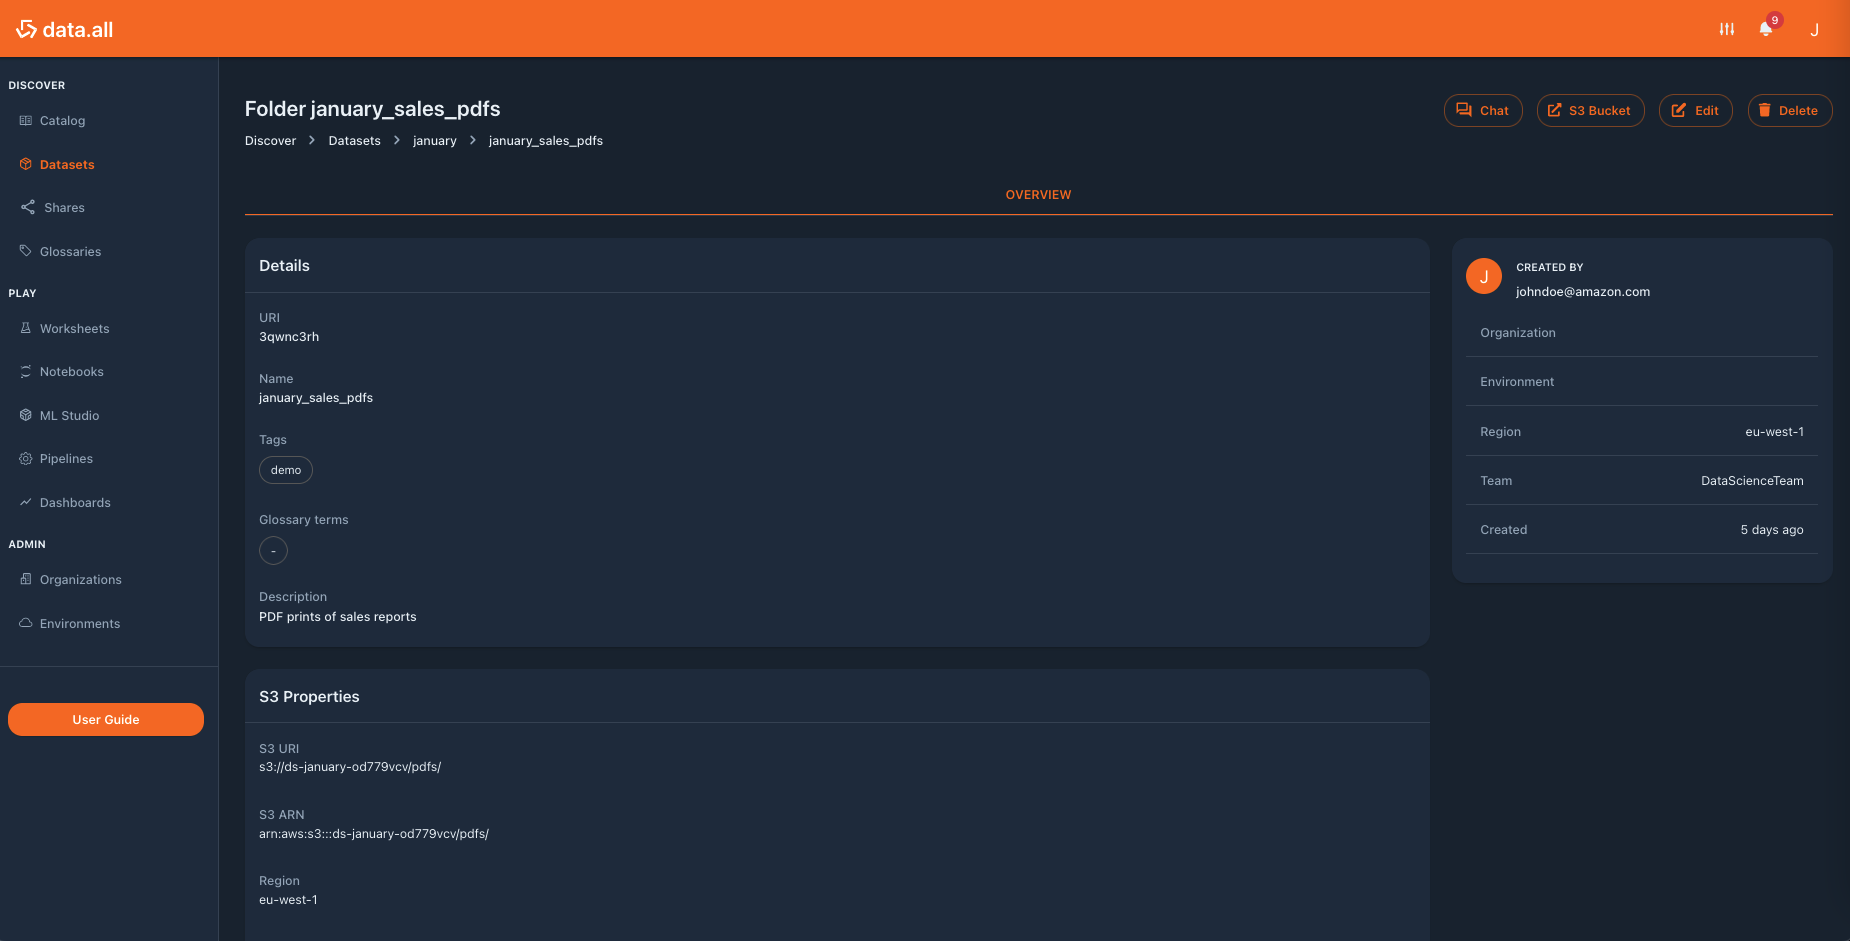 data.all
9
J
DISCOVER
Catalog
Datasets
Shares
Glossaries
PLAY
Worksheets
Notebooks
ML Studio
Pipelines
Dashboards
ADMIN
Organizations
Environments
User Guide
Folder january_sales_pdfs
Discover > Datasets > january > january_sales_pdfs
Chat
S3 Bucket
Edit
Delete
OVERVIEW
Details
URI
3qwnc3rh
Name
january_sales_pdfs
Tags
demo
Glossary terms
-
Description
PDF prints of sales reports
S3 Properties
S3 URI
s3://ds-january-od779vcv/pdfs/
S3 ARN
arn:aws:s3:::ds-january-od779vcv/pdfs/
Region
eu-west-1
J
CREATED BY
johndoe@amazon.com
Organization
Environment
Region eu-west-1
Team DataScienceTeam
Created 5 days ago